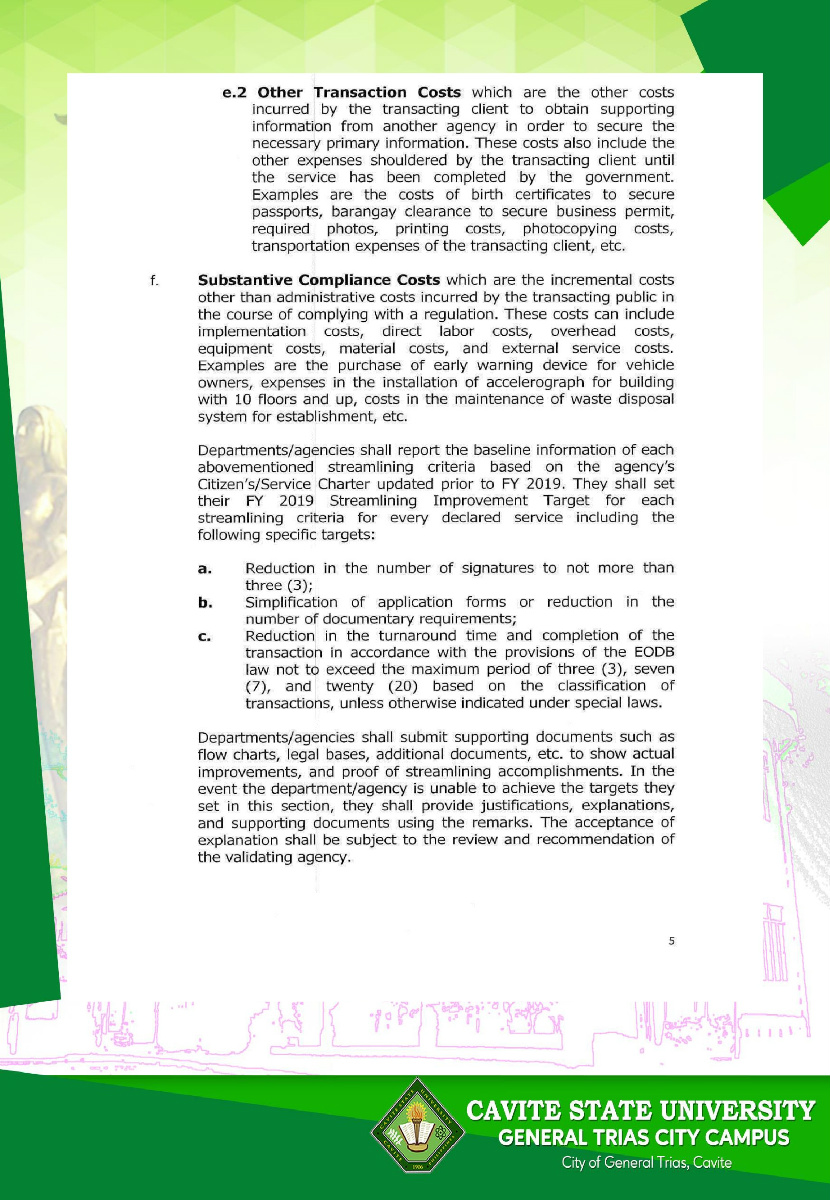 e.2 Other Transaction Costs which are the other costs
incurred by the transacting client to obtain supporting
information from another agency in order to secure the
necessary primary information. These costs also include the
other expenses shouldered by the transacting client until
the service has been completed by the government.
Examples are the costs of birth certificates to secure
passports, barangay clearance to secure business permit,
required photos, printing costs, photocopying costs,
transportation expenses of the transacting client, etc.
f. Substantive Compliance Costs which are the incremental costs
other than administrative costs incurred by the transacting public in
the course of complying with a regulation. These costs can include
implementation costs, direct labor costs, overhead costs,
equipment costs, material costs, and external service costs.
Examples are the purchase of early warning device for vehicle
owners, expenses in the installation of accelerograph for building
with 10 floors and up, costs in the maintenance of waste disposal
system for establishment, etc.
Departments/agencies shall report the baseline information of each
abovementioned streamlining criteria based on the agency's
Citizen's/Service Charter updated prior to FY 2019. They shall set
their FY 2019 Streamlining Improvement Target for each
streamlining criteria for every declared service including the
following specific targets:
a. Reduction in the number of signatures to not more than
three (3);
b. Simplification of application forms or reduction in the
number of documentary requirements;
c. Reduction in the turnaround time and completion of the
transaction in accordance with the provisions of the EODB
law not to exceed the maximum period of three (3), seven
(7), and twenty (20) based on the classification of
transactions, unless otherwise indicated under special laws.
Departments/agencies shall submit supporting documents such as
flow charts, legal bases, additional documents, etc. to show actual
improvements, and proof of streamlining accomplishments. In the
event the department/agency is unable to achieve the targets they
set in this section, they shall provide justifications, explanations,
and supporting documents using the remarks. The acceptance of
explanation shall be subject to the review and recommendation of
the validating agency.
5
CAVITE STATE UNIVERSITY
GENERAL TRIAS CITY CAMPUS
City of General Trias, Cavite
1906